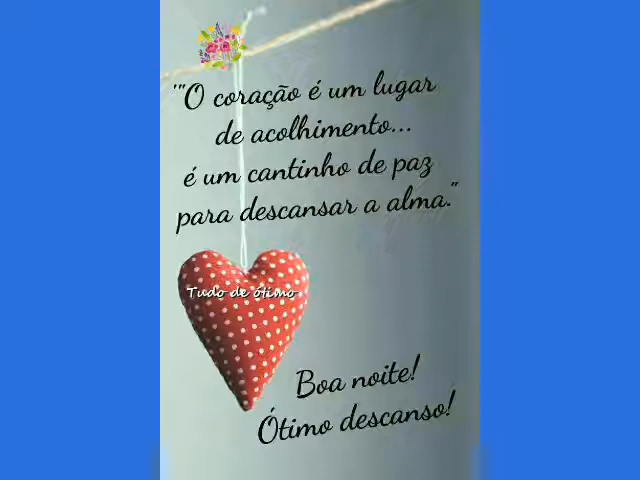 '"O coração é um lugar
de acolhimento...
é um cantinho de paz
para descansar a alma."
Tudo de ótimo
Boa noite!
Ótimo descanso!